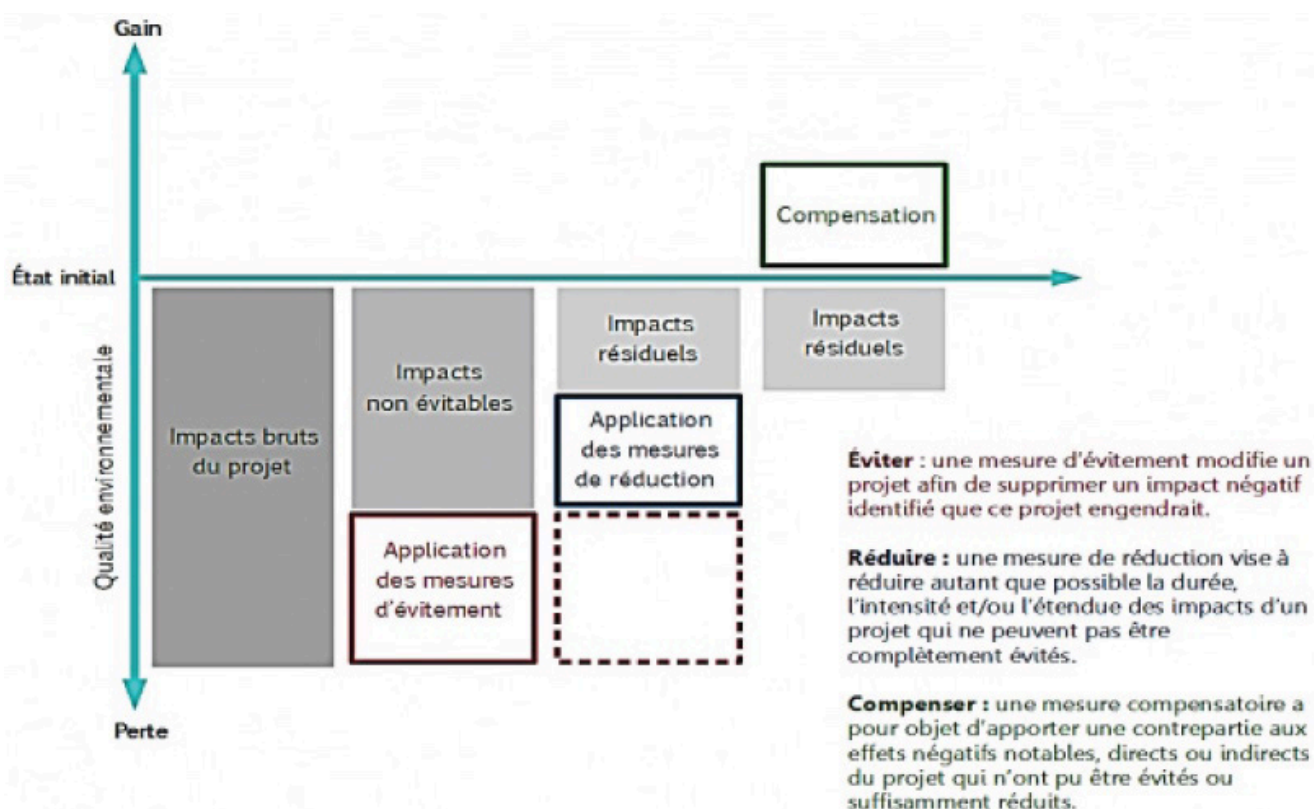 Gain
Compensation
État initial
Qualité environnementale
Impacts bruts
du projet
Impacts
non évitables
Application
des mesures
d'évitement
Impacts
résiduels
Application
des mesures
de réduction
Impacts
résiduels
Perte
Éviter : une mesure d'évitement modifie un
projet afin de supprimer un impact négatif
identifié que ce projet engendrait.
Réduire : une mesure de réduction vise à
réduire autant que possible la durée,
l'intensité et/ou l'étendue des impacts d'un
projet qui ne peuvent pas être
complètement évités.
Compenser : une mesure compensatoire a
pour objet d'apporter une contrepartie aux
effets négatifs notables, directs ou indirects
du projet qui n'ont pu être évités ou
suffisamment réduits.